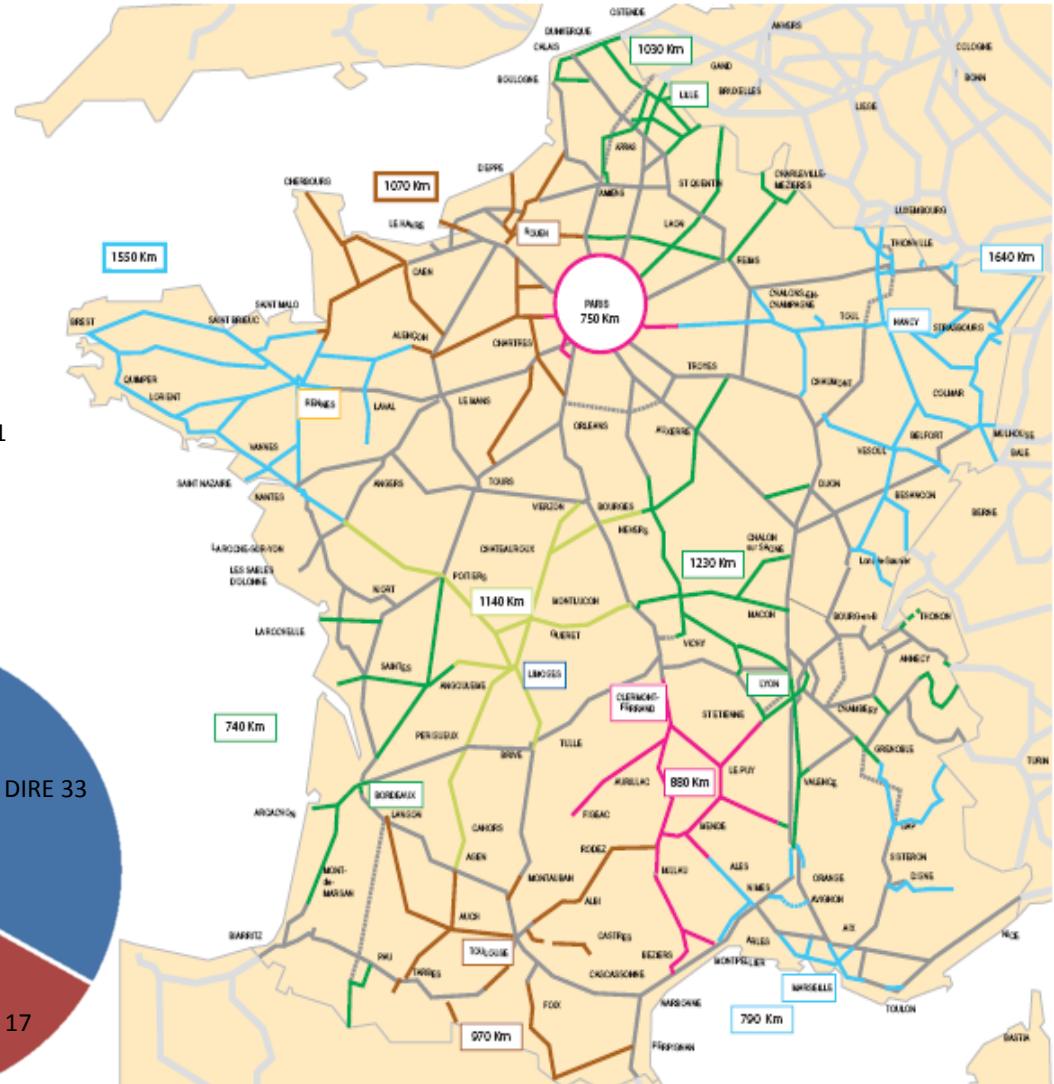 OSTENDE
ANVERS
DUNKERQUE
CALAIS
1030 Km
COLOGNE
GAND
BONN
BOULOGNE
LILLE
BRUXELLES
LIEGE
ARRAS
DIEPPE
CHERBOURG
1070 Km
AMIENS
ST QUENTIN
CHARLEVILLE-
MEZIERES
LE HAVRE
ROUEN
LAON
LUXEMBOURG
THIONVILLE
1550 Km
CAEN
REIMS
1640 Km
SAINT MALO
PARIS
750 Km
CHALONS-EN-
CHAMPAGNE
BREST
SAINT BRIEUC
TOUL
NANCY
STRASBOURG
ALENCON
CHARTRES
TROYES
QUIMPER
CHAUMONT
COLMAR
LORIENT
RENNES
LAVAL
LE MANS
ORLEANS
AUXERRE
BELFORT
MULHOUSE
1
VANNES
VESOUL
BALE
SAINT NAZAIRE
ANGERS
TOURS
DIJON
NANTES
VIERZON
BOURGES
BESANCON
NEVERS
BERNE
LA ROCHE-SUR-YON
CHATEAUROUX
CHALON
sur SAONE
LES SABLES
D'OLONNE
1230 Km
Lons-le-Saunier
NIORT
POITIERS
1140 Km
MONTLUCON
MACON
BOURG-en-B
THONON
LA ROCHELLE
GUERET
VICHY
ANNECY
SAINTES
ANGOULEME
LIMOGES
LYON
CLERMONT-
FERRAND
ST ETIENNE
CHAMBERY
740 Km
PERIGUEUX
TULLE
GRENOBLE
BRIVE
LE-PUY
TURIN
AURILLAC
880 Km
VALENCE
DIRE 33
BORDEAUX
ARCACHON
LANGON
FIGEAC
CAHORS
MENDE
GAP
AGEN
RODEZ
SISTERON
MONT-
de-
MARSAN
MONTAUBAN
MILLAU
ALES
ORANGE
DIGNE
NIMES
AVIGNON
ALBI
AUCH
BIARRITZ
CASTRES
AIX
TOULOUSE
BEZIERS
ARLES
NICE
PAU
MONTPELLIER
TARBES
CASCASSONNE
MARSEILLE
FOIX
NARBONNE
TOULON
17
790 Km
970 Km
PERPIGNAN
BASTIA